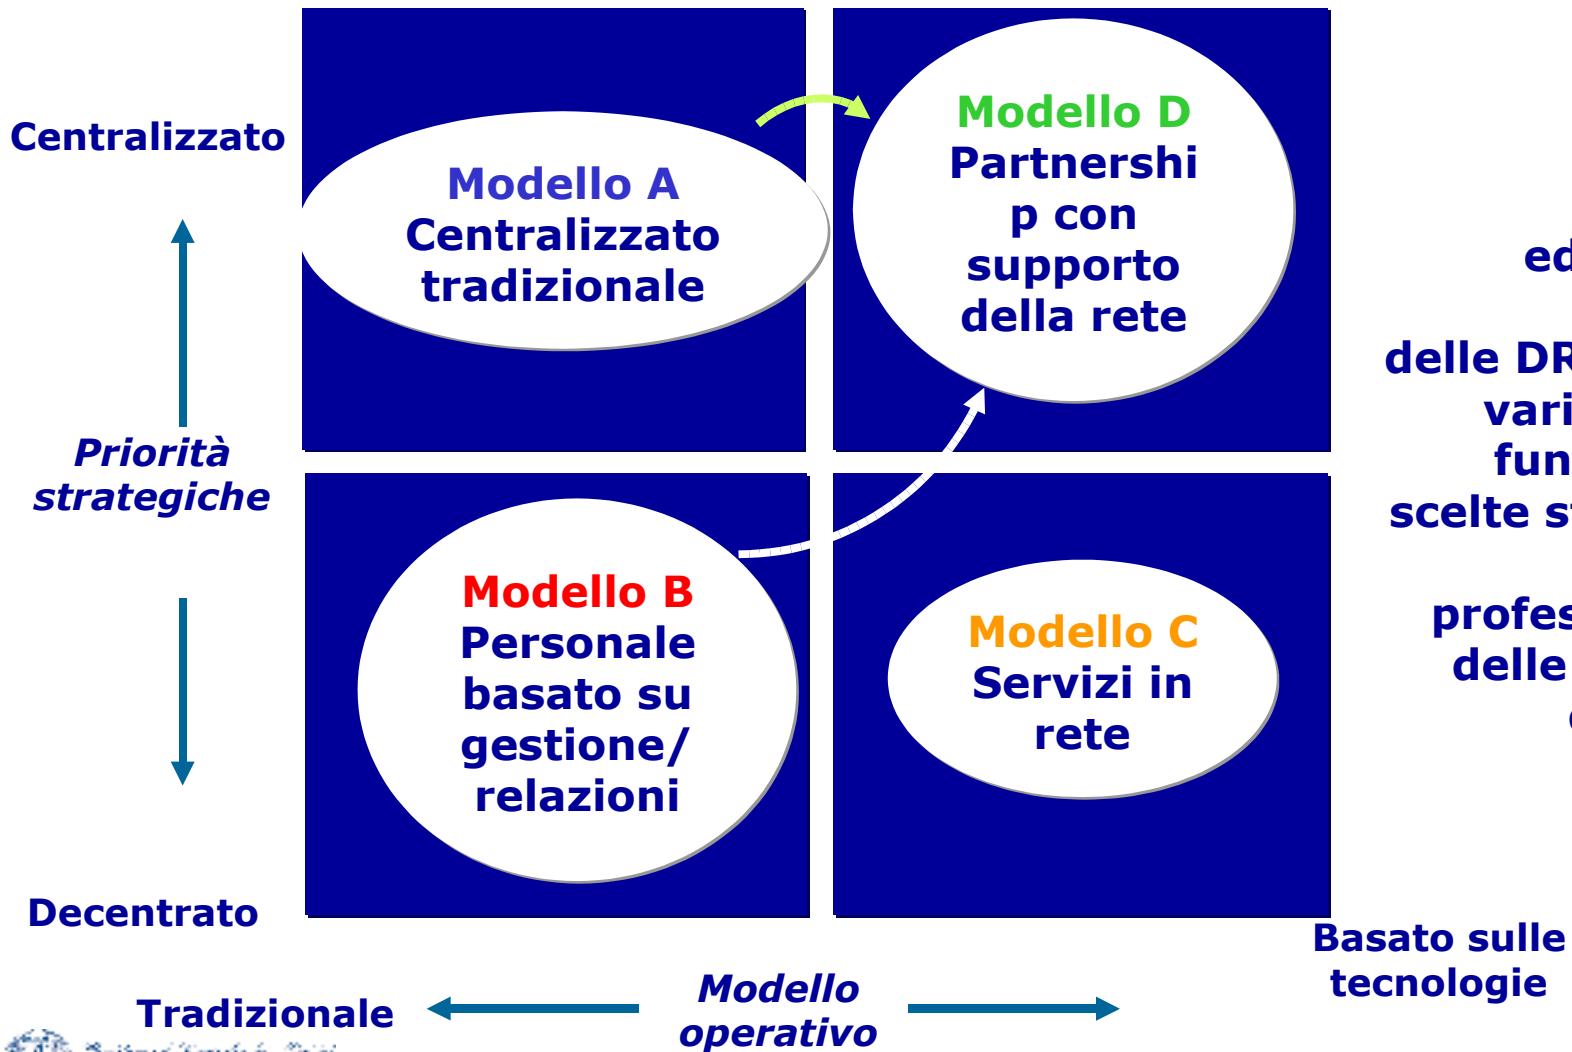 Centralizzato
Modello A
Centralizzato
tradizionale
Modello D
Partnershi
p con
supporto
della rete
Priorità
strategiche
Modello B
Personale
basato su
gestione/
relazioni
Modello C
Servizi in
rete
Decentrato
Tradizionale
Modello
operativo
Basato sulle
tecnologie
ed
delle DR
vari
fun
scelte s
profes
delle